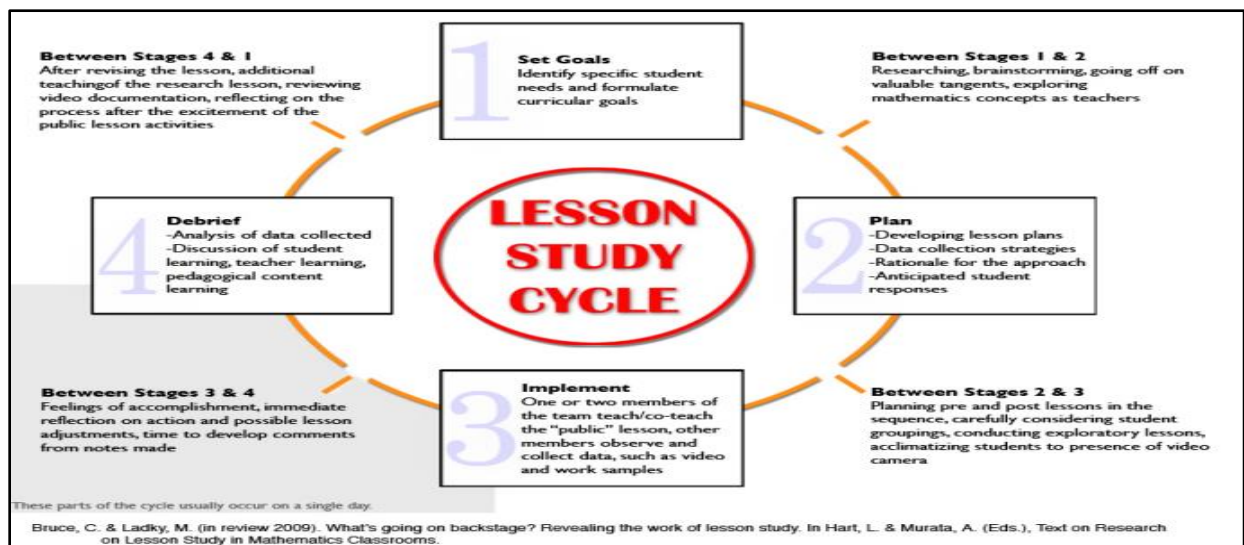 Between Stages 4 & 1
After revising the lesson, additional
teachingof the research lesson, reviewing
video documentation, reflecting on the
process after the excitement of the
public lesson activities
1
Set Goals
Identify specific student
needs and formulate
curricular goals
Between Stages 1 & 2
Researching, brainstorming, going off on
valuable tangents, exploring
mathematics concepts as teachers
4
Debrief
-Analysis of data collected
-Discussion of student
learning, teacher learning,
pedagogical content
learning
LESSON
STUDY
CYCLE
2
Plan
-Developing lesson plans
-Data collection strategies
-Rationale for the approach
-Anticipated student
responses
Between Stages 3 & 4
Feelings of accomplishment, immediate
reflection on action and possible lesson
adjustments, time to develop comments
from notes made
3
Implement
One or two members of
the team teach/co-teach
the “public” lesson, other
members observe and
collect data, such as video
and work samples
Between Stages 2 & 3
Planning pre and post lessons in the
sequence, carefully considering student
groupings, conducting exploratory lessons,
acclimatizing students to presence of video
camera
These parts of the cycle usually occur on a single day.
Bruce, C. & Ladky, M. (in review 2009). What's going on backstage? Revealing the work of lesson study. In Hart, L. & Murata, A. (Eds.), Text on Research
on Lesson Study in Mathematics Classrooms.